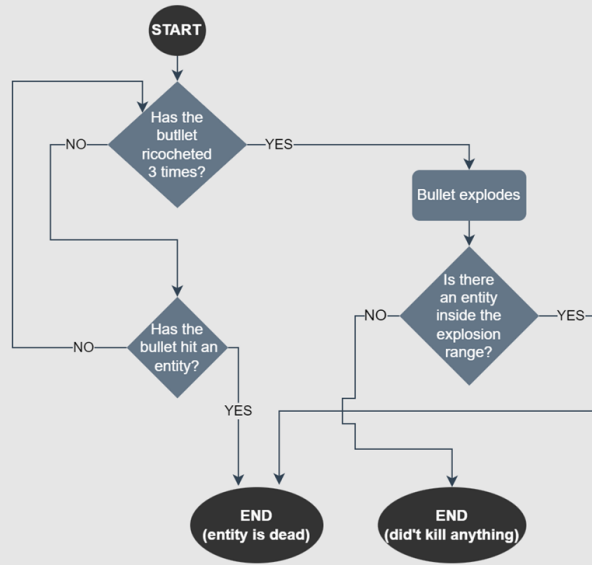 START
Has the
butllet
ricocheted
3 times?
NO
YES
Bullet explodes
Is there
an entity
inside the
explosion
range?
NO
YES
Has the
bullet hit an
entity?
NO
YES
END
(entity is dead)
END
(did't kill anything)